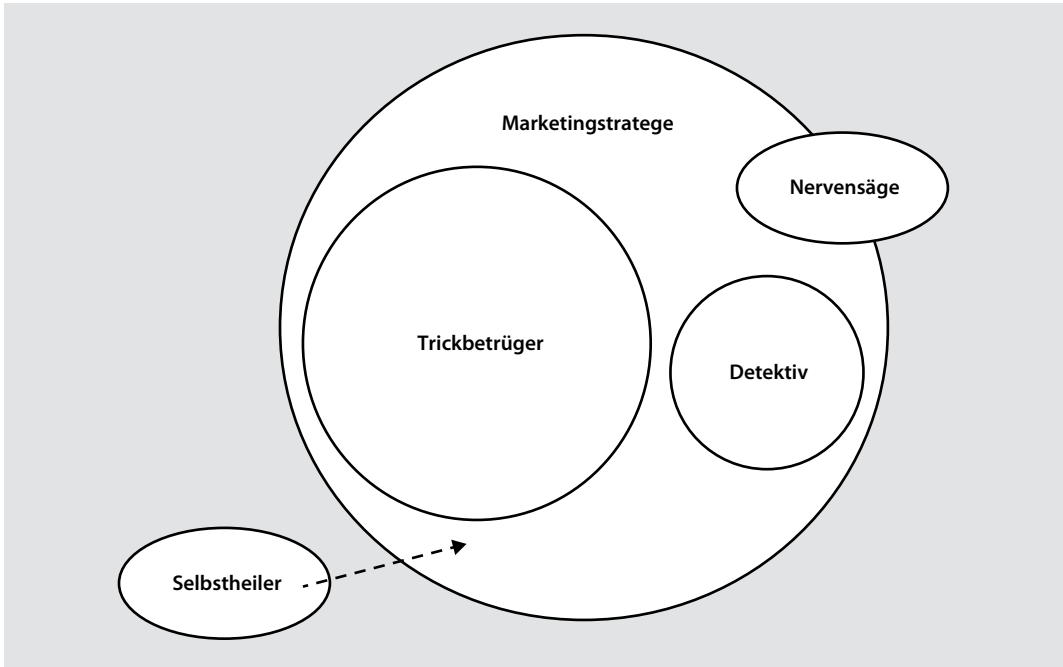 Marketingstratege
Nervensäge
Trickbetrüger
Detektiv
Selbstheiler